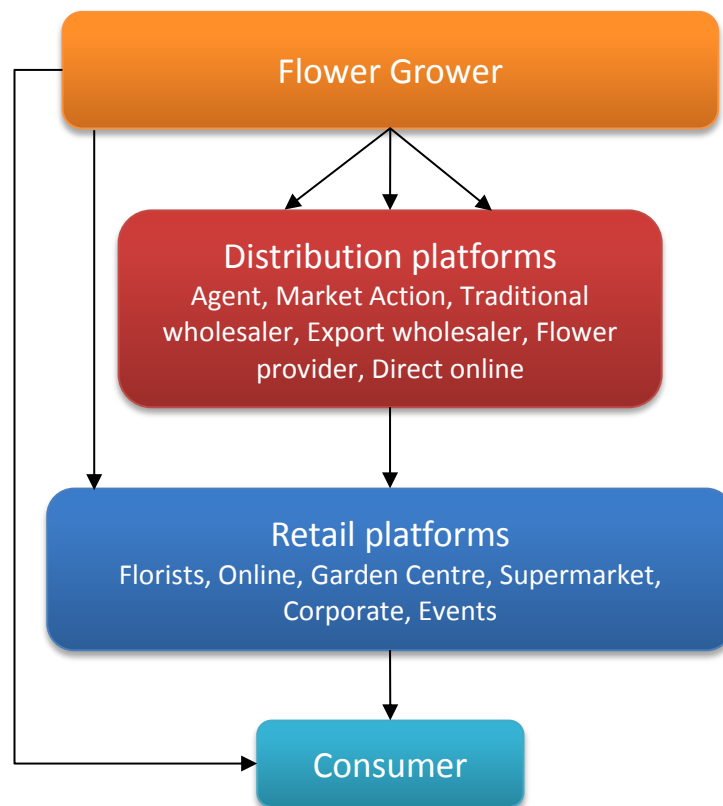 Flower Grower
Distribution platforms
Agent, Market Action, Traditional
wholesaler, Export wholesaler, Flower
provider, Direct online
Retail platforms
Florists, Online, Garden Centre, Supermarket,
Corporate, Events
Consumer